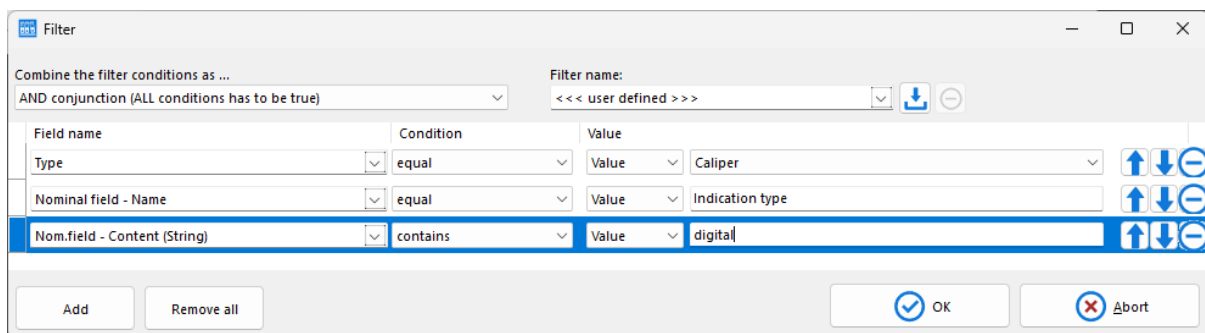 Filter
Combine the filter conditions as ... Filter name:
AND conjunction (ALL conditions has to be true) <<< user defined >>>
Field name Condition Value
Type equal Value Caliper
Nominal field - Name equal Value Indication type
Nom.field - Content (String) contains Value digital
Add Remove all OK Abort